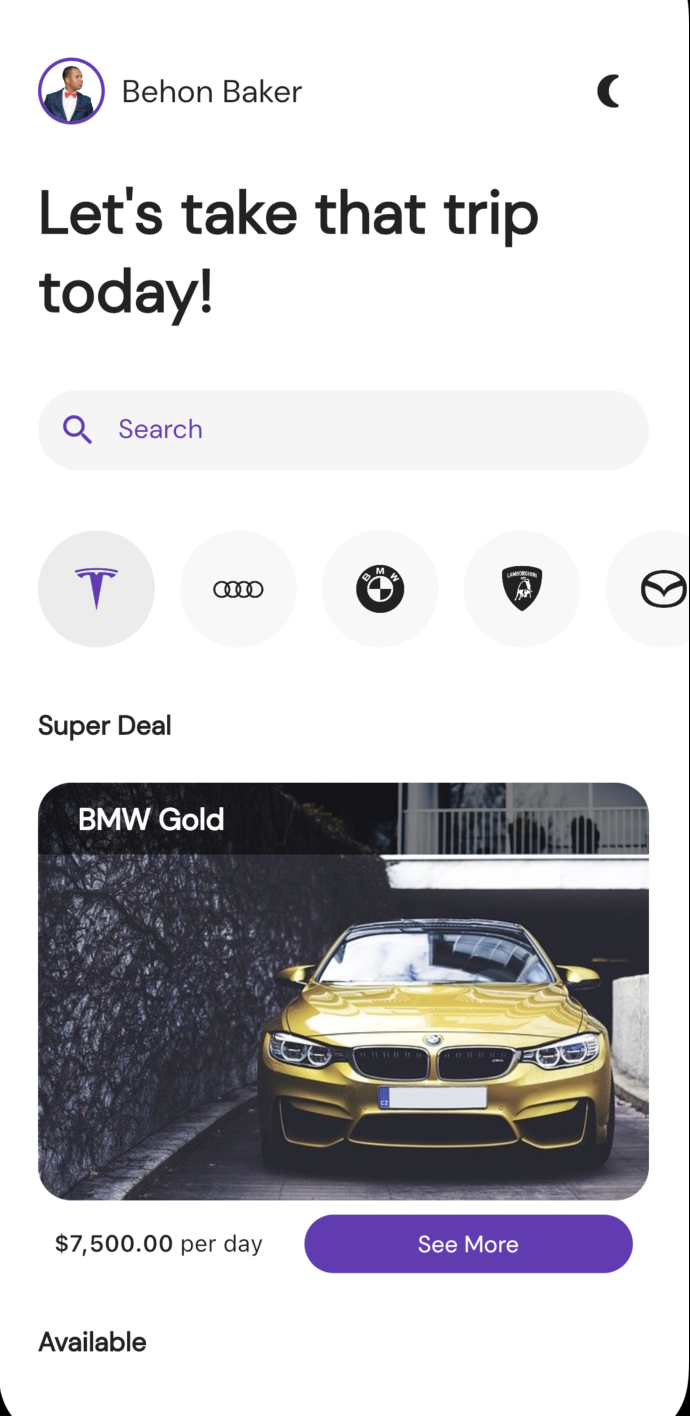 Behon Baker
Let's take that trip
today!
Search
BMW
LAMBORGHINI
Super Deal
BMW Gold
CZ
$7,500.00 per day
See More
Available